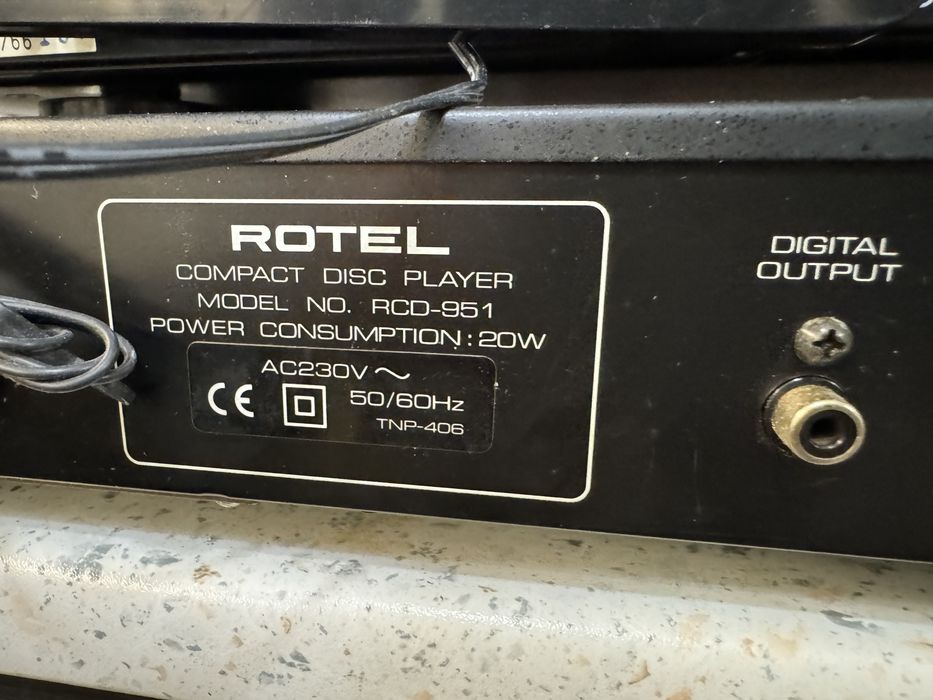 ROTEL
COMPACT DISC PLAYER
MODEL NO. RCD-951
POWER CONSUMPTION: 20W
AC230V ~
CE
50/60Hz
TNP-406
DIGITAL
OUTPUT